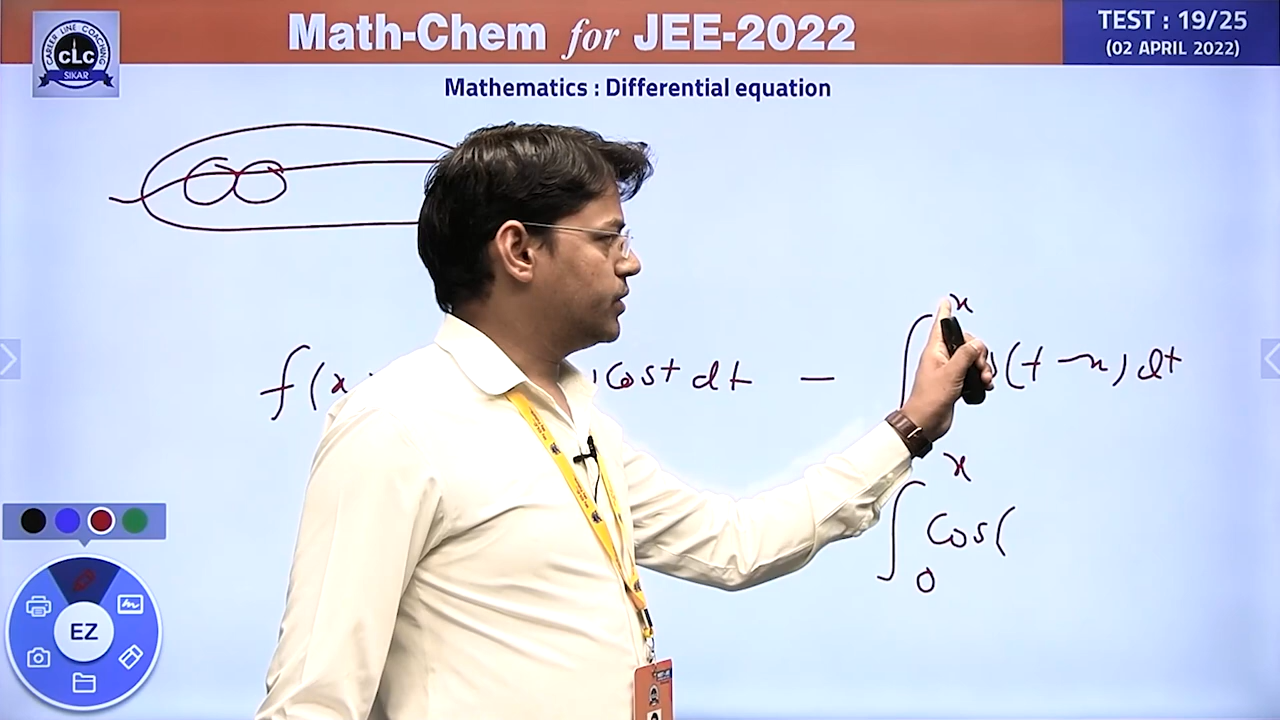 Math-Chem for JEE-2022
TEST : 19/25
(02 APRIL 2022)
CAREER LINE COACHING
CLC
SIKAR
Mathematics : Differential equation
x
f(x cost dt − ∫ (t − x) dt
x
∫ cos(
0
EZ